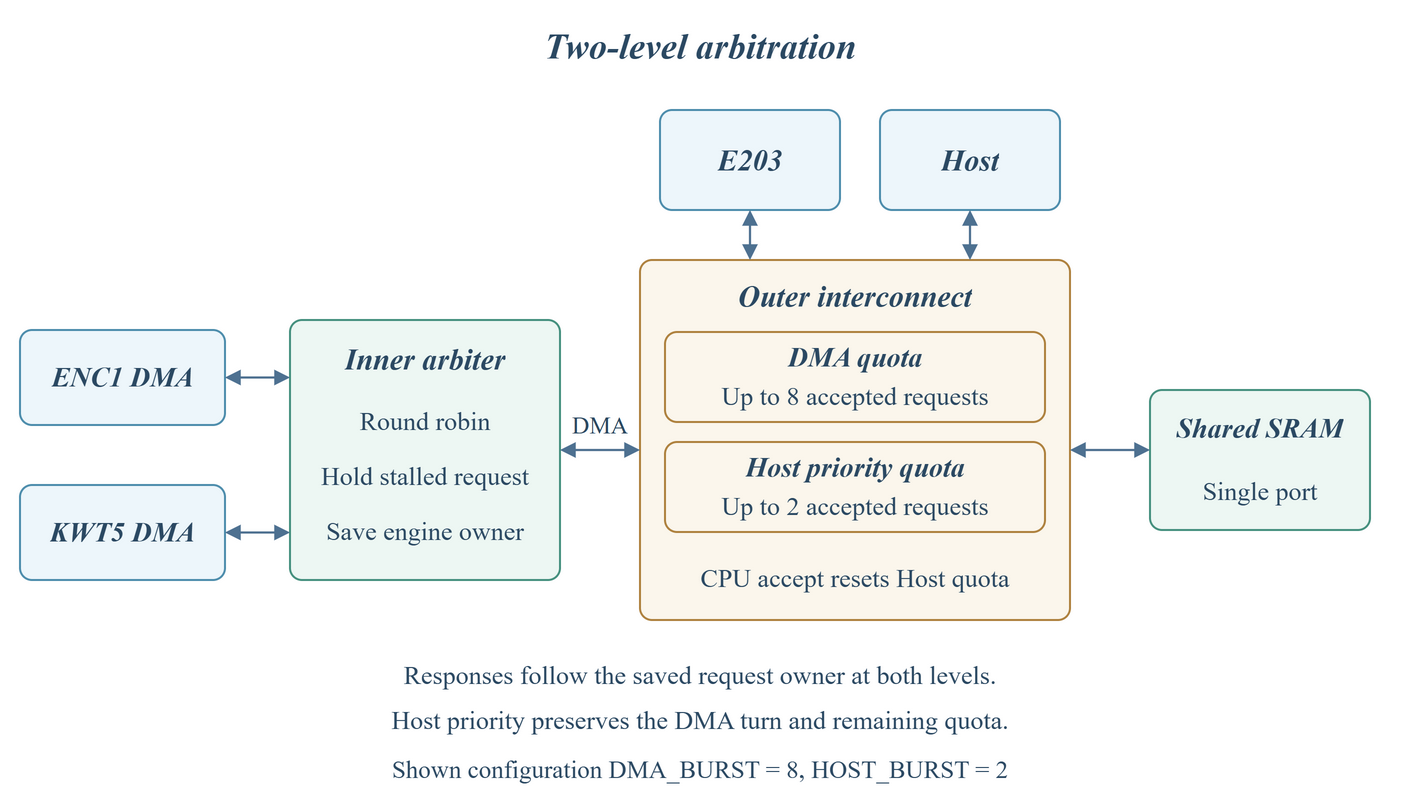 Two-level arbitration
E203
Host
Outer interconnect
DMA quota
Up to 8 accepted requests
Host priority quota
Up to 2 accepted requests
CPU accept resets Host quota
ENC1 DMA
KWT5 DMA
Inner arbiter
Round robin
Hold stalled request
Save engine owner
DMA
Shared SRAM
Single port
Responses follow the saved request owner at both levels.
Host priority preserves the DMA turn and remaining quota.
Shown configuration DMA_BURST = 8, HOST_BURST = 2